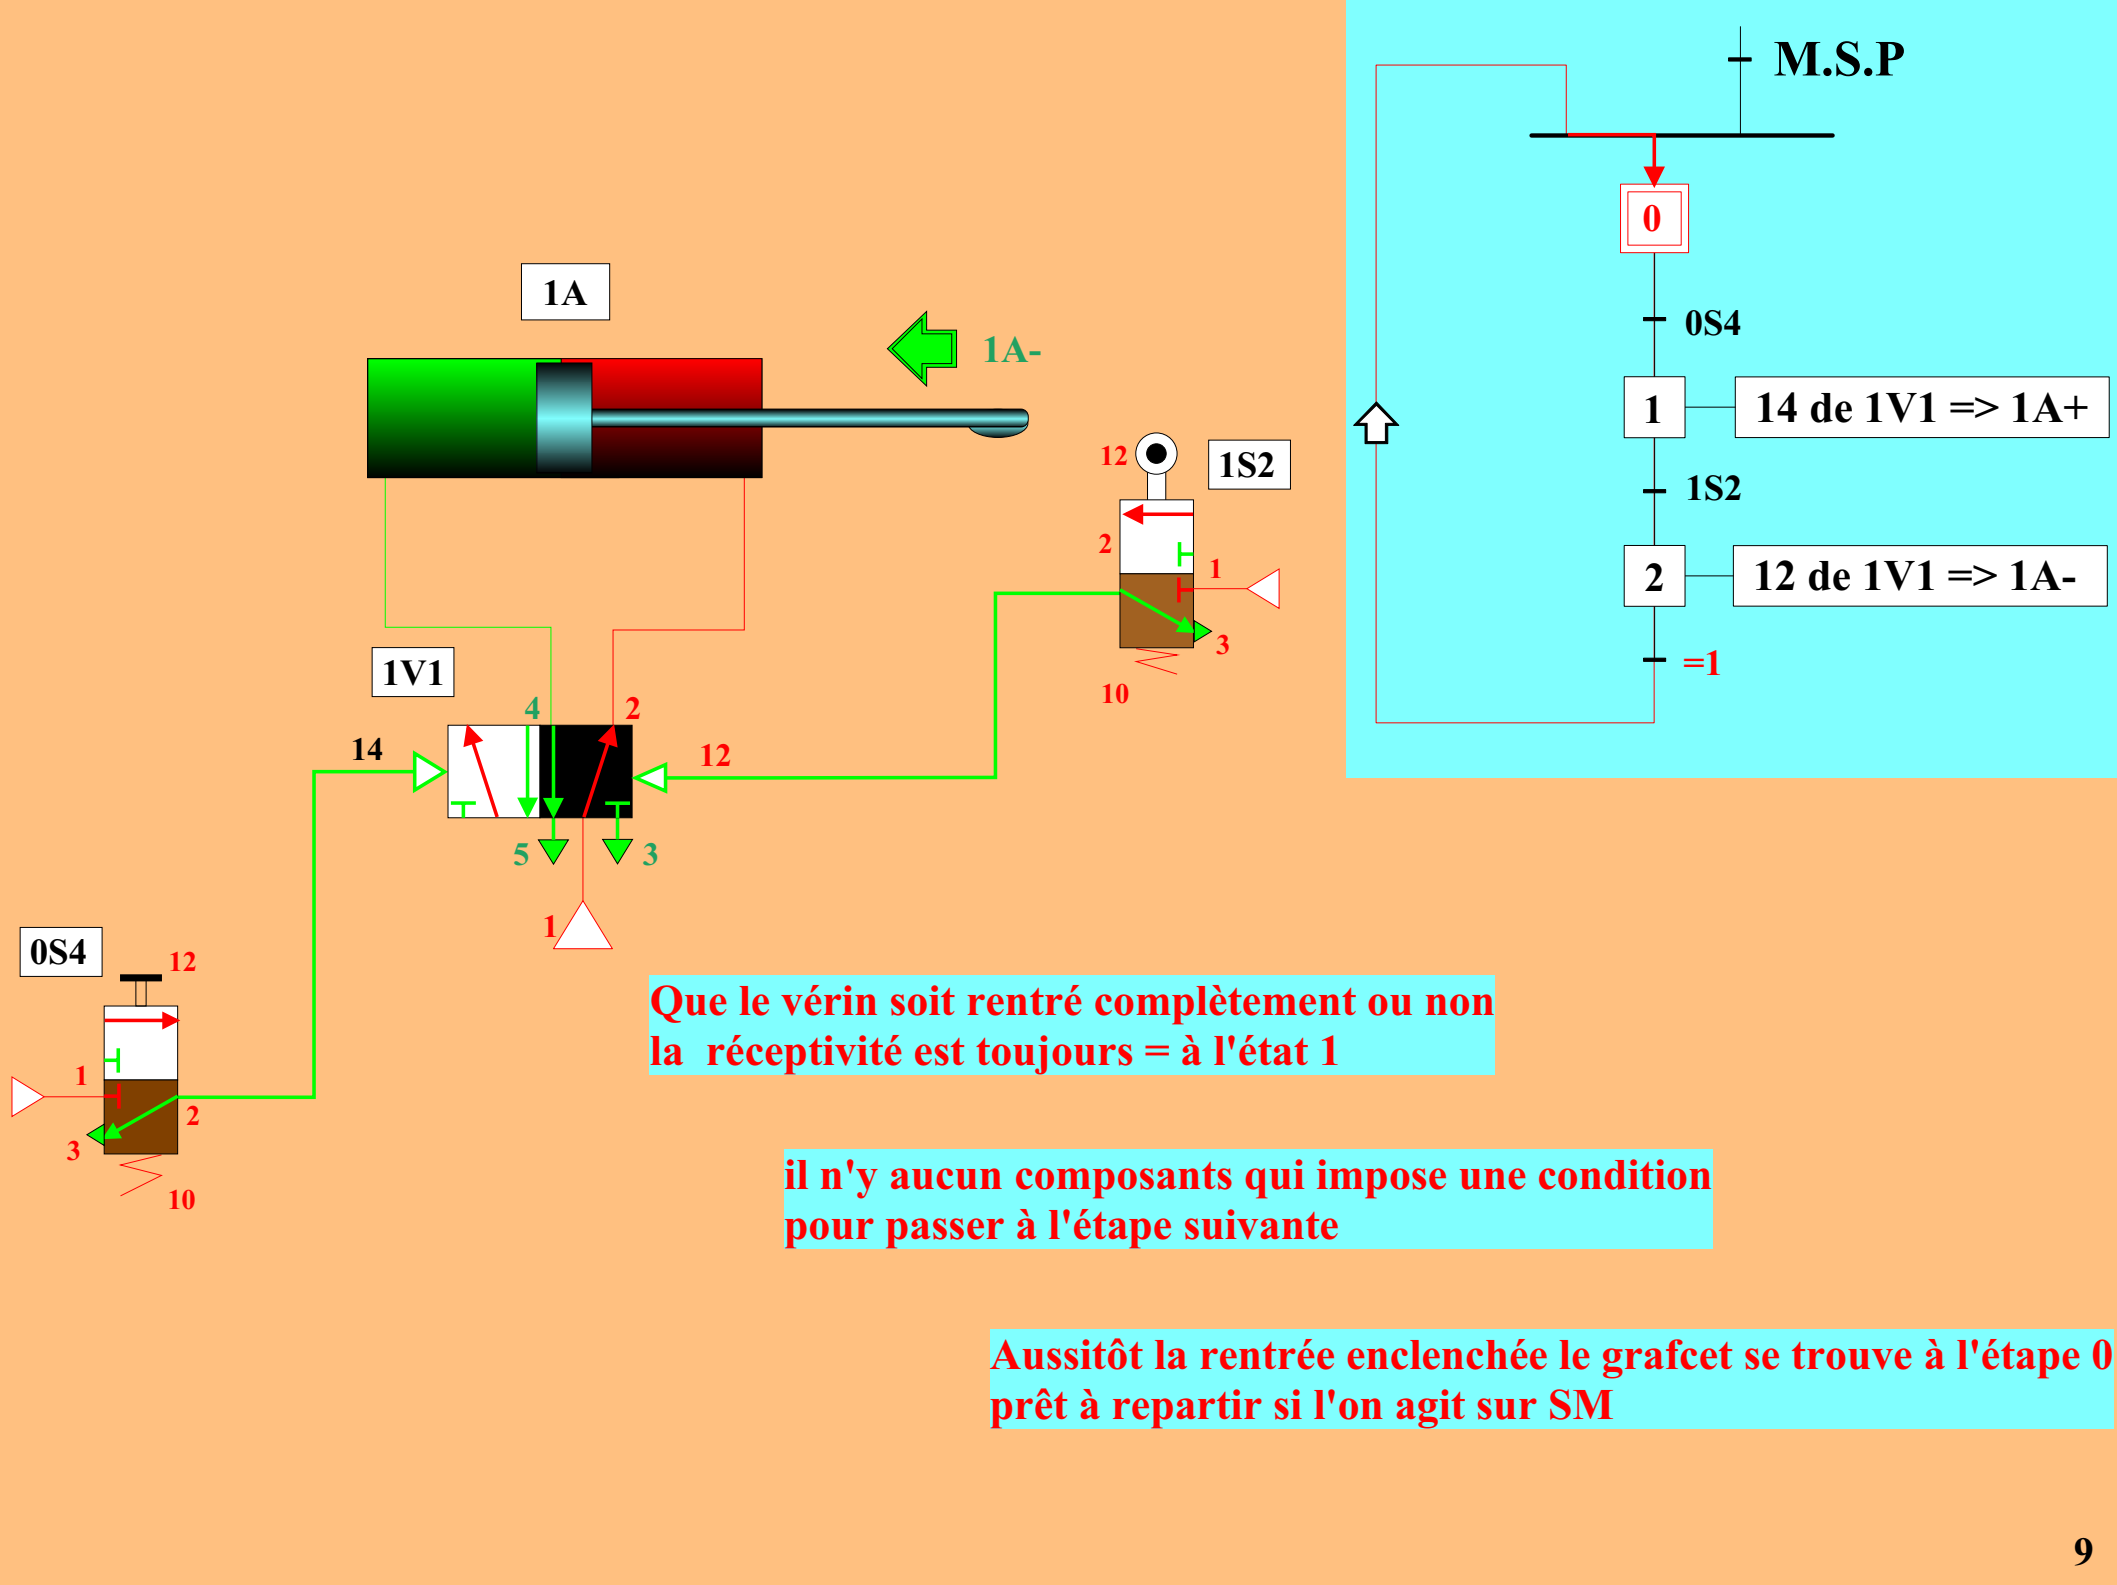 M.S.P
0
0S4
1
14 de 1V1 => 1A+
1S2
2
12 de 1V1 => 1A-
=1
1A
1A-
12
1S2
2
1
3
10
1V1
4
2
14
12
5
3
1
0S4
12
1
2
3
10
Que le vérin soit rentré complètement ou non
la réceptivité est toujours = à l'état 1
il n'y aucun composants qui impose une condition
pour passer à l'étape suivante
Aussitôt la rentrée enclenchée le grafcet se trouve à l'étape 0
prêt à repartir si l'on agit sur SM
9